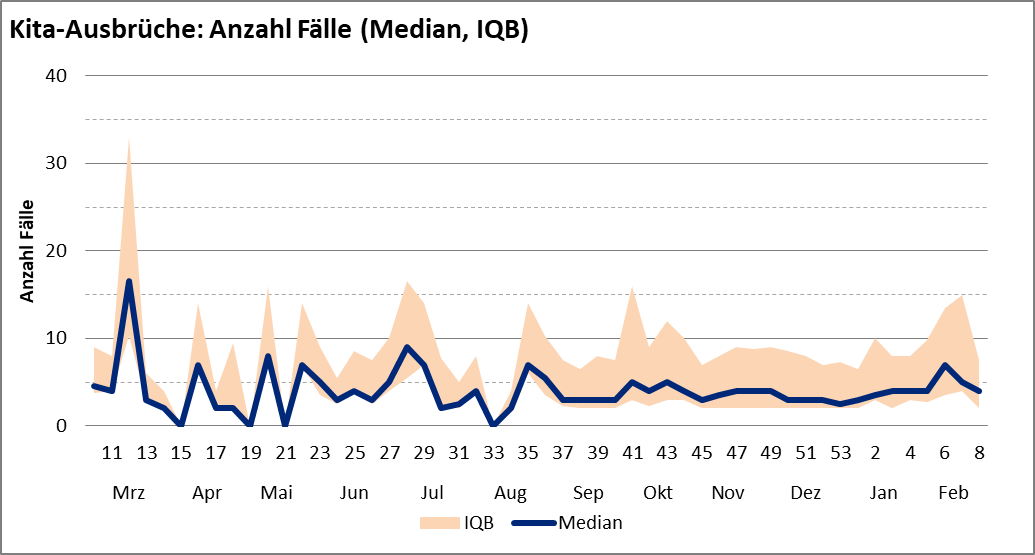 Kita-Ausbrüche: Anzahl Fälle (Median, IQB)
40
30
20
10
0
Anzahl Fälle
11 13 15 17 19 21 23 25 27 29 31 33 35 37 39 41 43 45 47 49 51 53 2 4 6 8
Mrz Apr Mai Jun Jul Aug Sep Okt Nov Dez Jan Feb
IQB Median